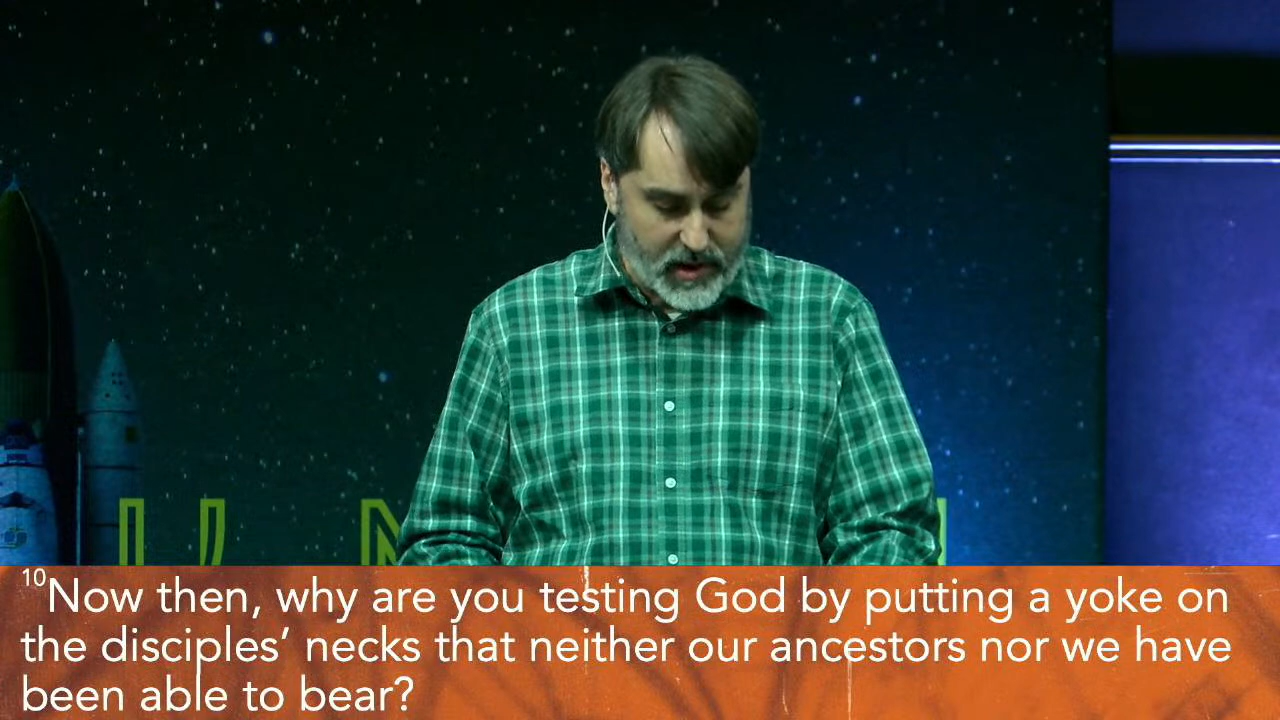 10Now then, why are you testing God by putting a yoke on
the disciples’ necks that neither our ancestors nor we have
been able to bear?